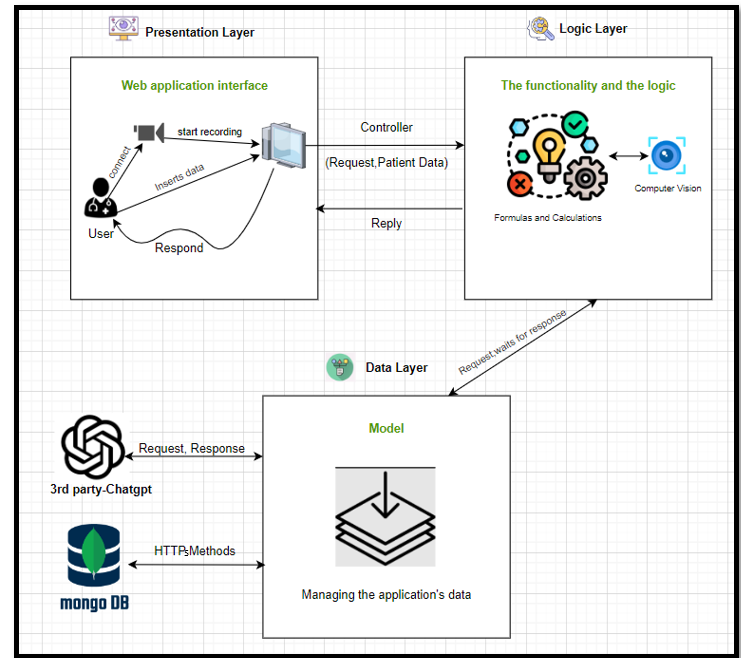 Presentation Layer
Logic Layer
Web application interface
The functionality and the logic
start recording
connect
Inserts data
User
Respond
Controller
(Request,Patient Data)
Reply
Formulas and Calculations
Computer Vision
Request,waits for response
Data Layer
Model
Request, Response
3rd party-Chatgpt
HTTPsMethods
mongo DB
Managing the application's data